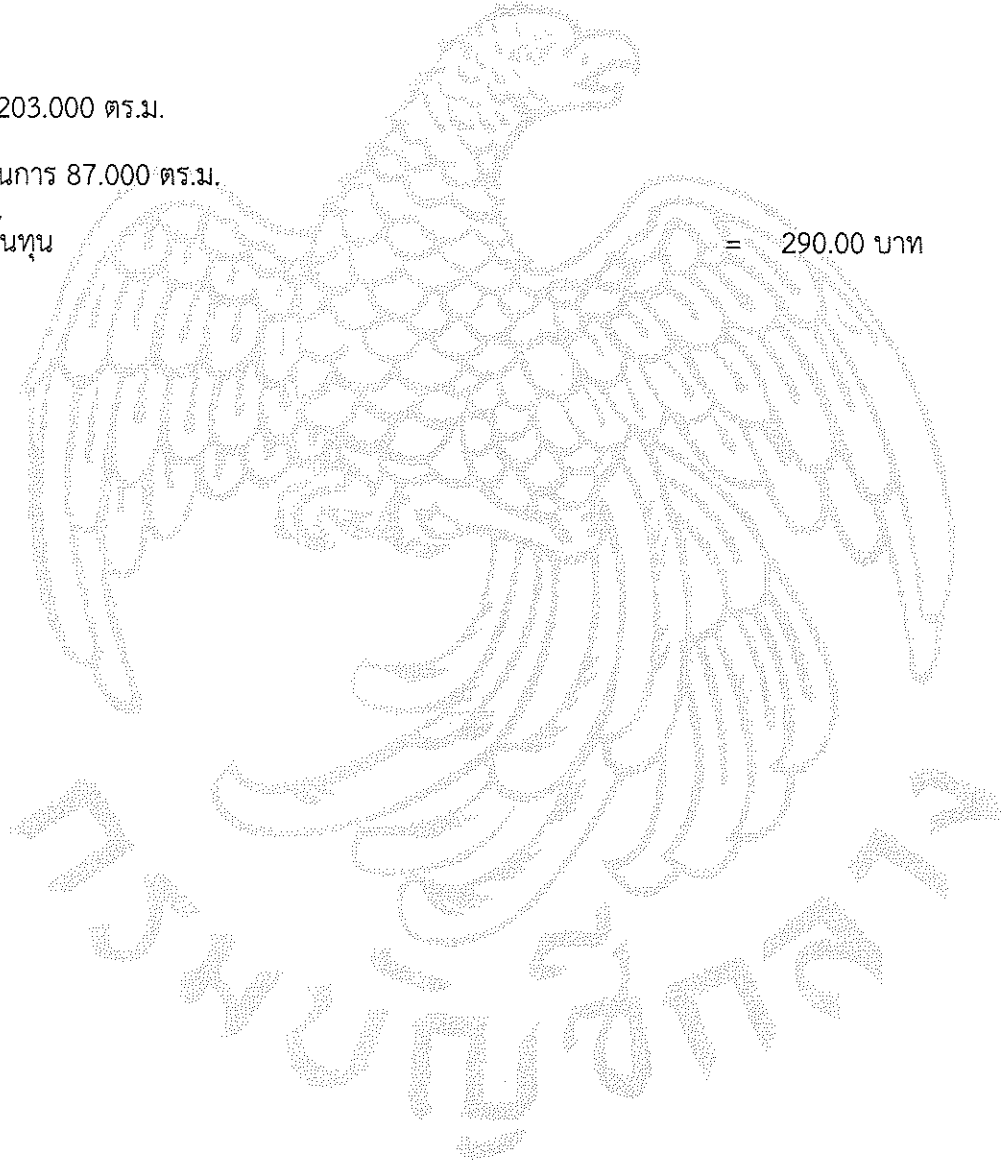 203.000 ตร.ม.
นการ 87.000 ตร.ม.
ันทุน = 290.00 บาท
กรมบัญชีกลาง